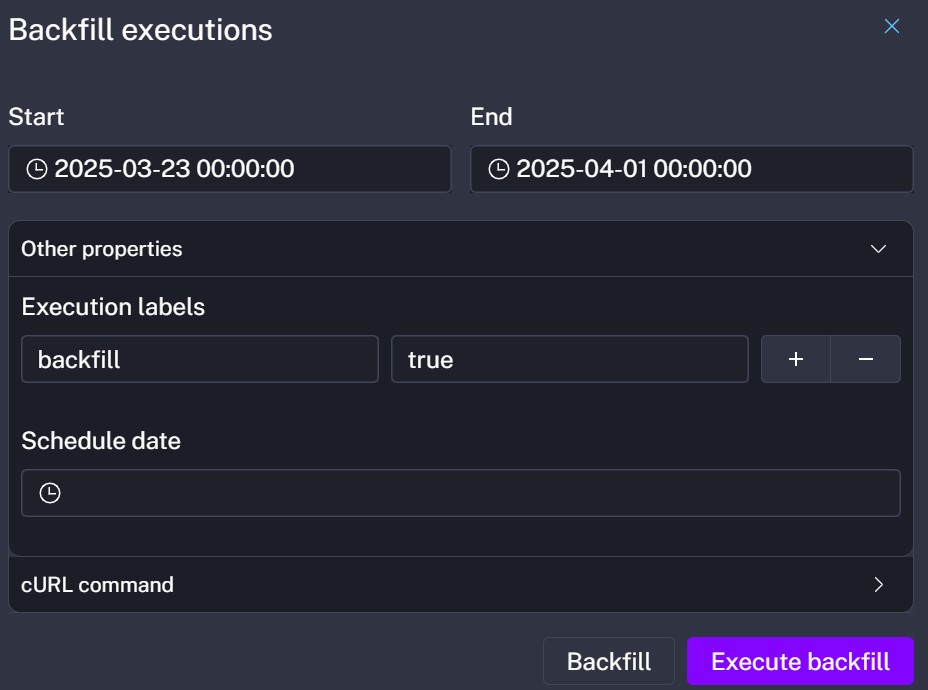 Backfill executions
Start
End
2025-03-23 00:00:00
2025-04-01 00:00:00
Other properties
Execution labels
backfill
true
+
−
Schedule date
cURL command
Backfill
Execute backfill